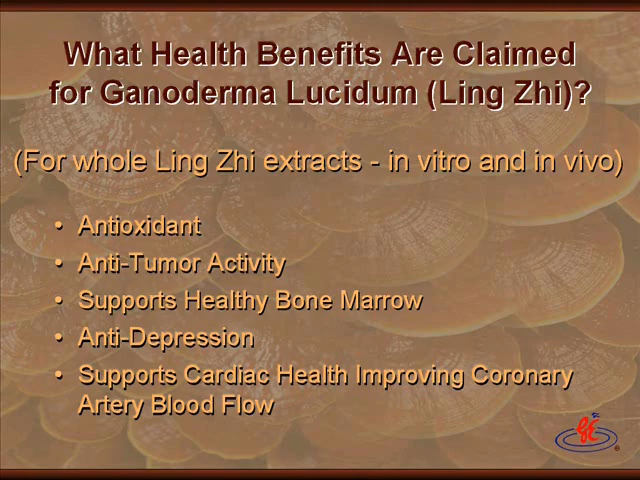 What Health Benefits Are Claimed
for Ganoderma Lucidum (Ling Zhi)?
(For whole Ling Zhi extracts - in vitro and in vivo)
• Antioxidant
• Anti-Tumor Activity
• Supports Healthy Bone Marrow
• Anti-Depression
• Supports Cardiac Health Improving Coronary
Artery Blood Flow
®